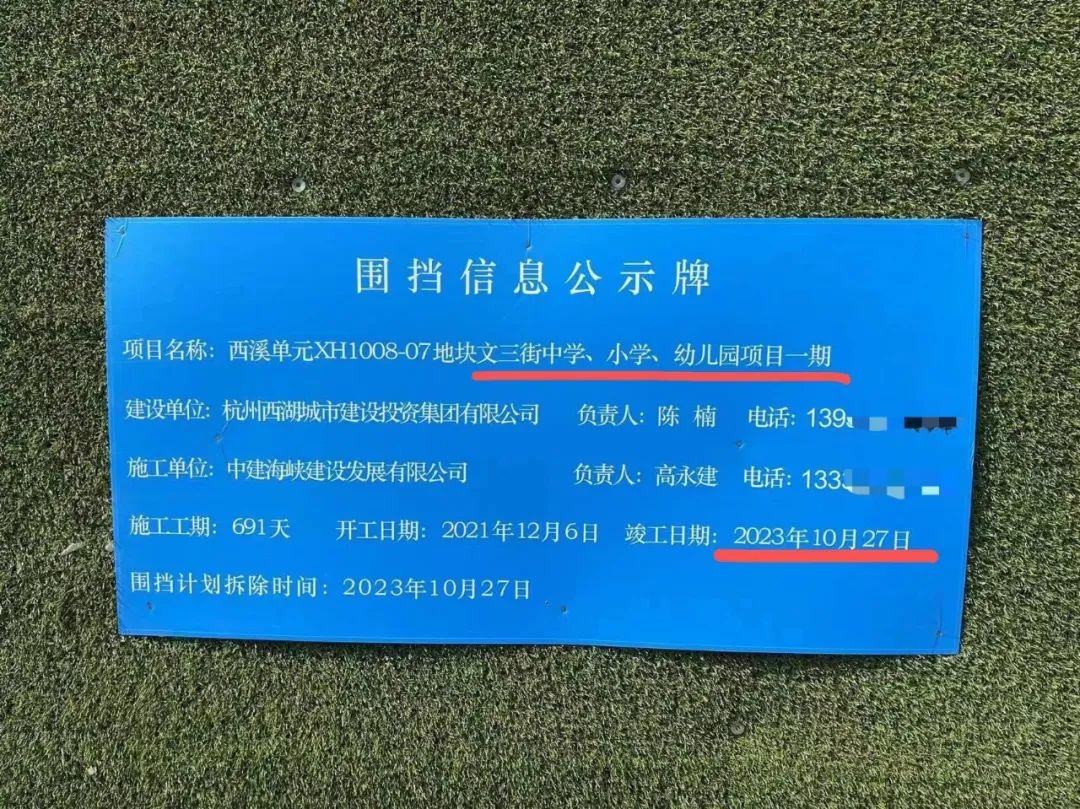 围挡信息公示牌
项目名称：西溪单元XH1008-07地块文三街中学、小学、幼儿园项目一期
建设单位：杭州西湖城市建设投资集团有限公司 负责人：陈楠 电话：139
施工单位：中建海峡建设发展有限公司 负责人：高永建 电话：133
施工工期：691天 开工日期：2021年12月6日 竣工日期：2023年10月27日
围挡计划拆除时间：2023年10月27日